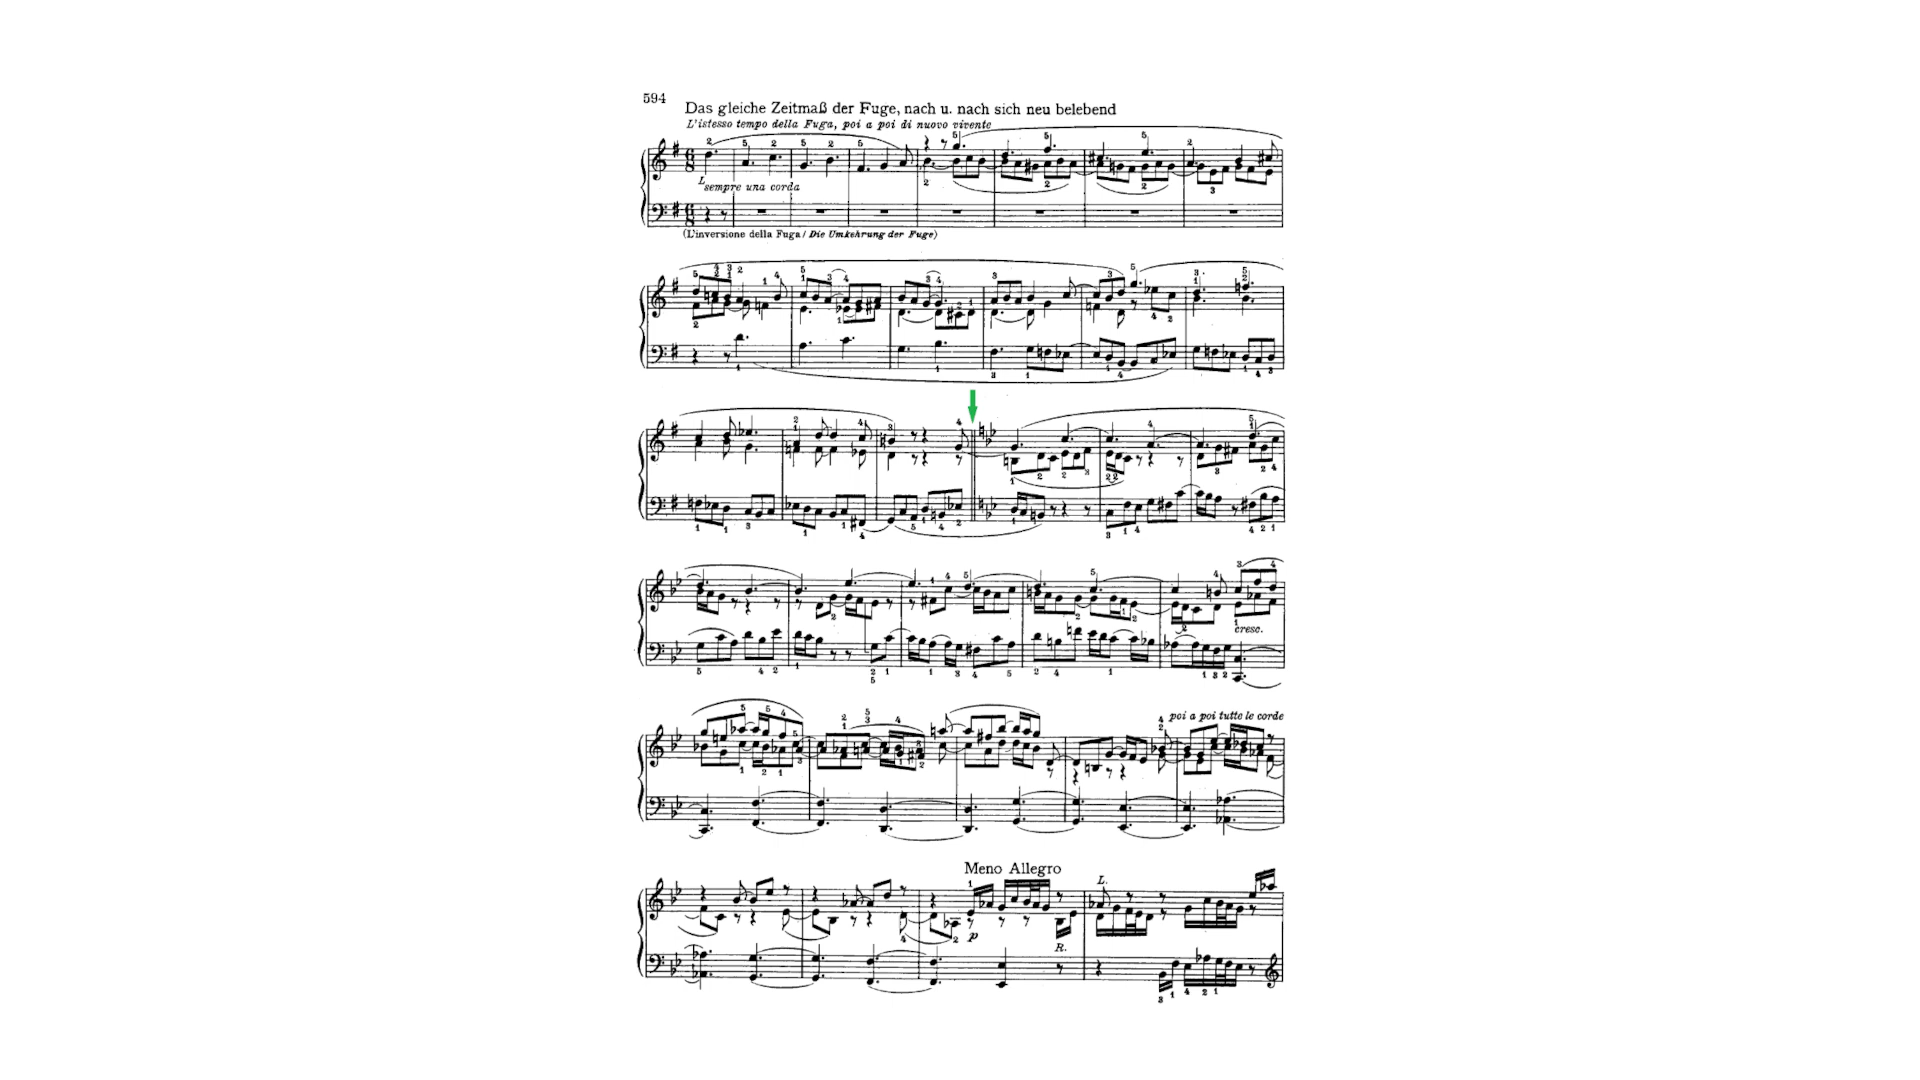 594
Das gleiche Zeitmaß der Fuge, nach u. nach sich neu belebend
L'istesso tempo della Fuga, poi a poi di nuovo vivente
sempre una corda
(L'inversione della Fuga / Die Umkehrung der Fuge)
cresc.
poi a poi tutte le corde
Meno Allegro
L.
p
R.